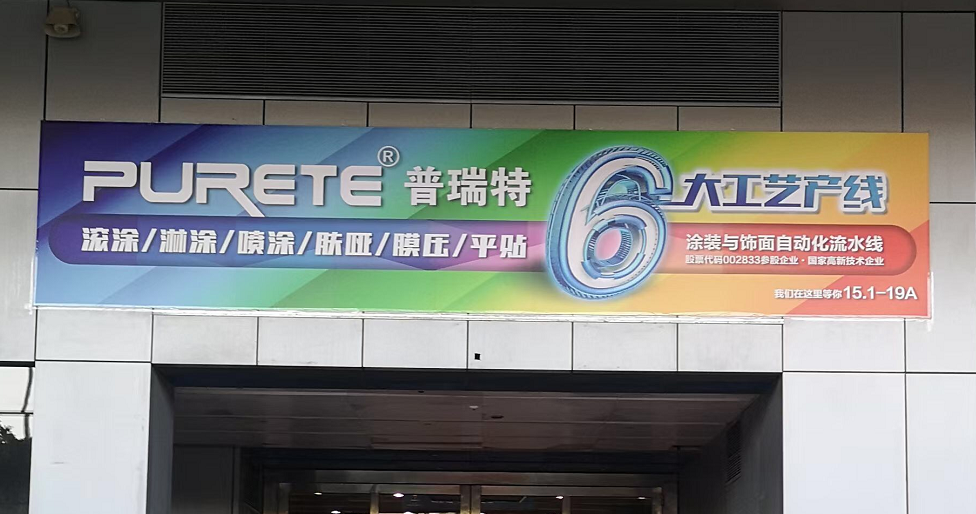 PURETE® 普瑞特
滚涂/淋涂/喷涂/肤哑/膜压/平贴
6大工艺产线
涂装与饰面自动化流水线
股票代码002833参股企业·国家高新技术企业
我们在这里等你15.1-19A